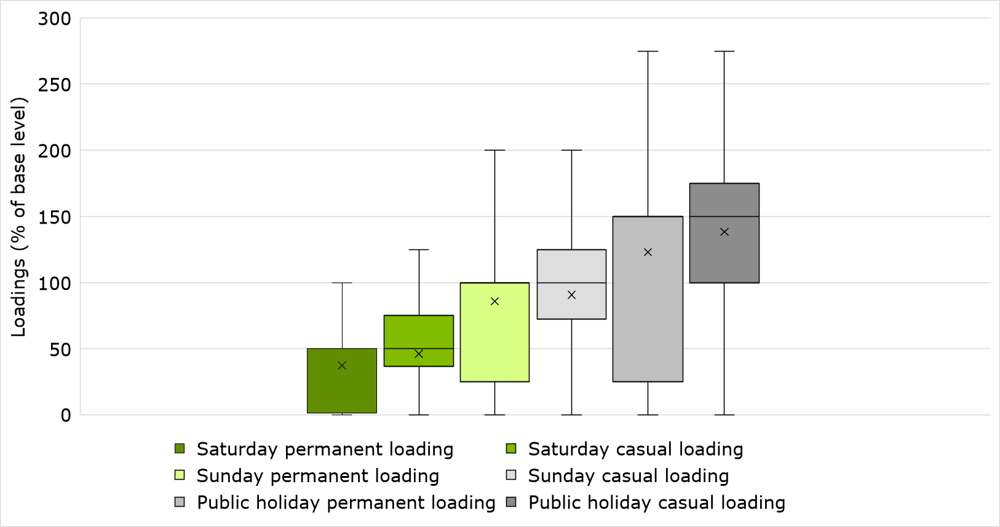 300
250
200
150
100
50
0
Loadings (% of base level)
Saturday permanent loading
Saturday casual loading
Sunday permanent loading
Sunday casual loading
Public holiday permanent loading
Public holiday casual loading